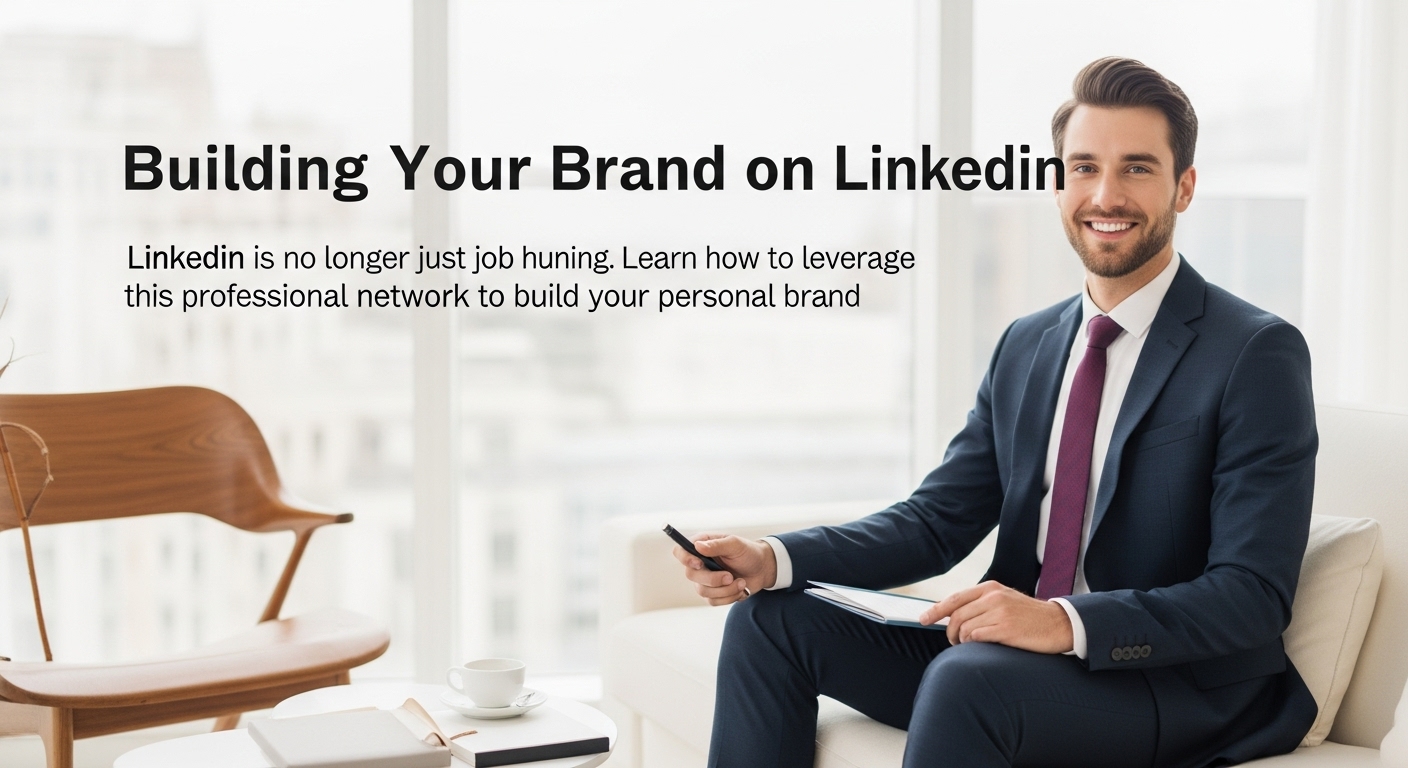 Building Your Brand on Linkedin
Linkedin is no longer just job huning. Learn how to leverage
this professional network to build your personal brand